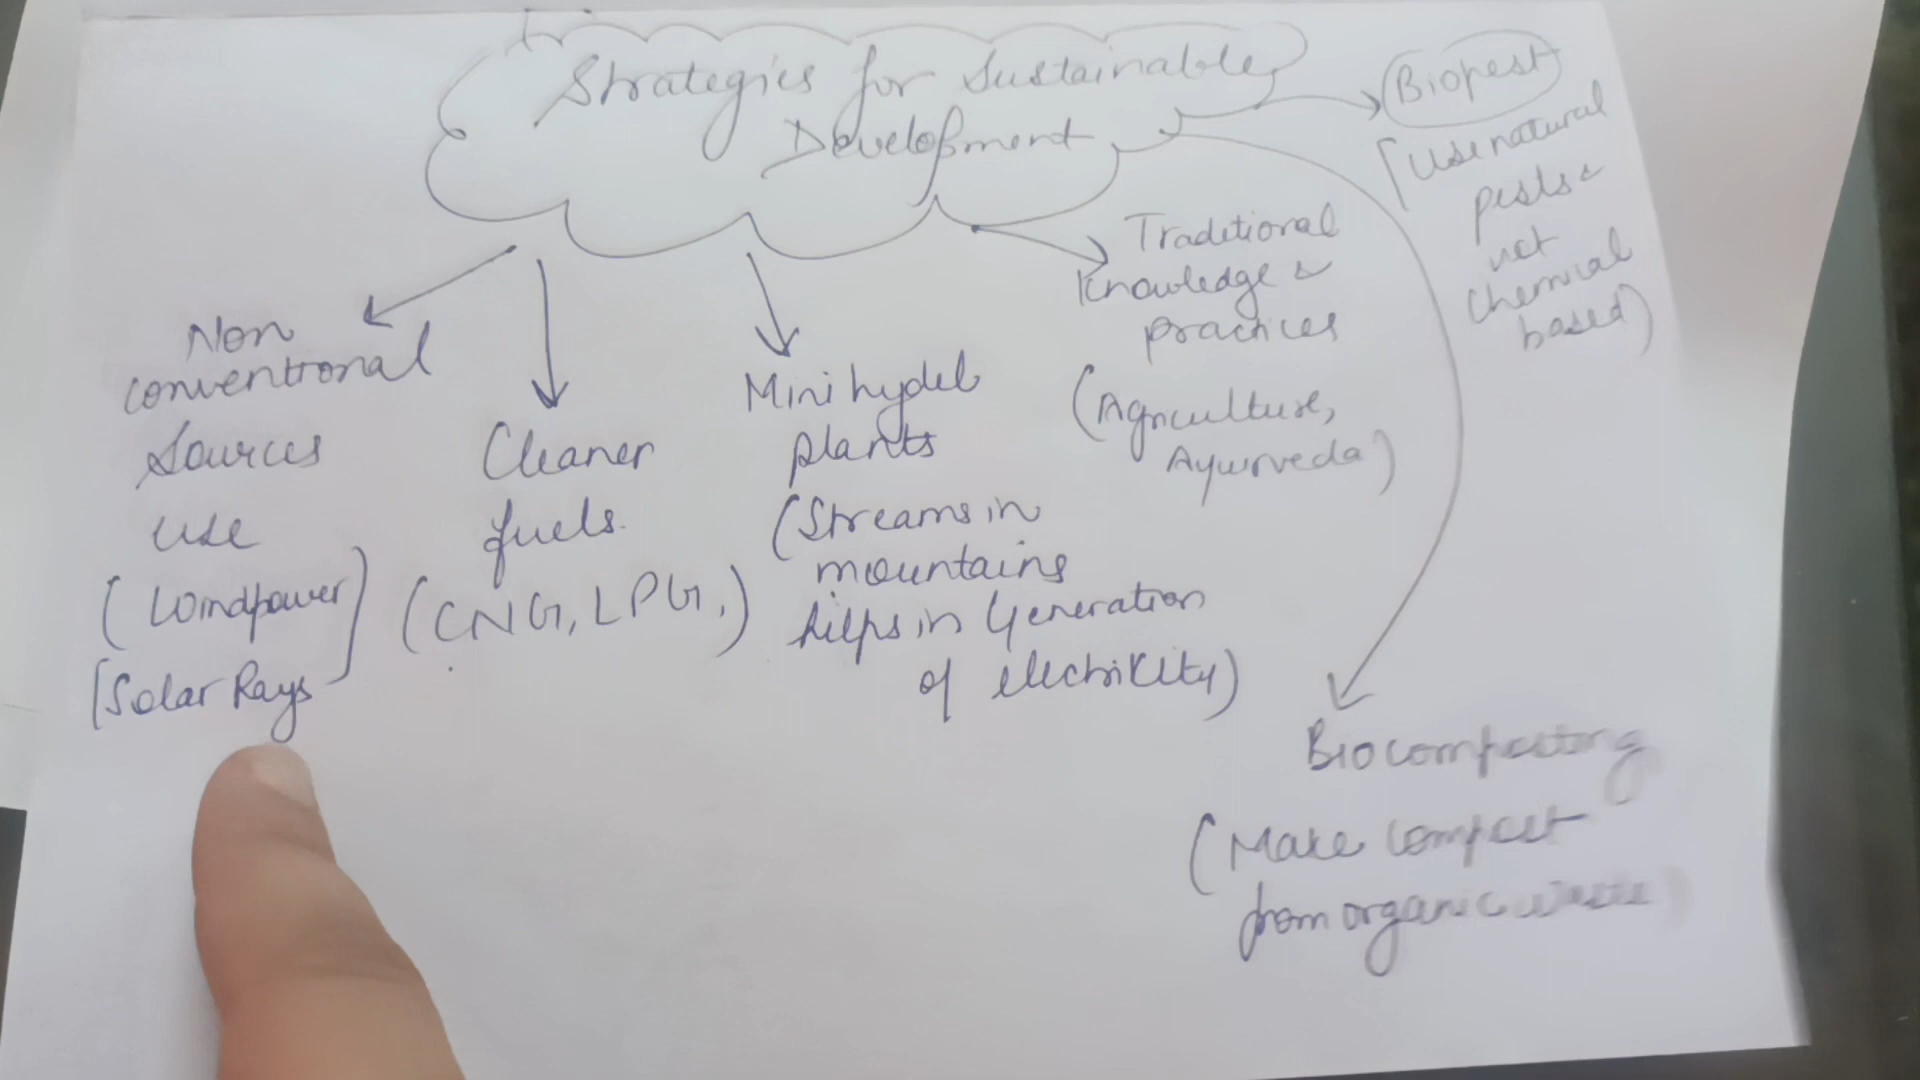 Strategies for Sustainable
Development
Non
conventional
Sources
use
(Windpower)
[Solar Rays
Cleaner
fuels.
(CNG, LPG,)
Mini hydel
plants
(Streams in
mountains
helps in Generation
of electricity)
Traditional
Knowledge &
practices
(Agriculture,
Ayurveda)
Biopest
[Use natural
pests &
not
chemical
based)
Biocomposting
(Make compost
from organic waste)